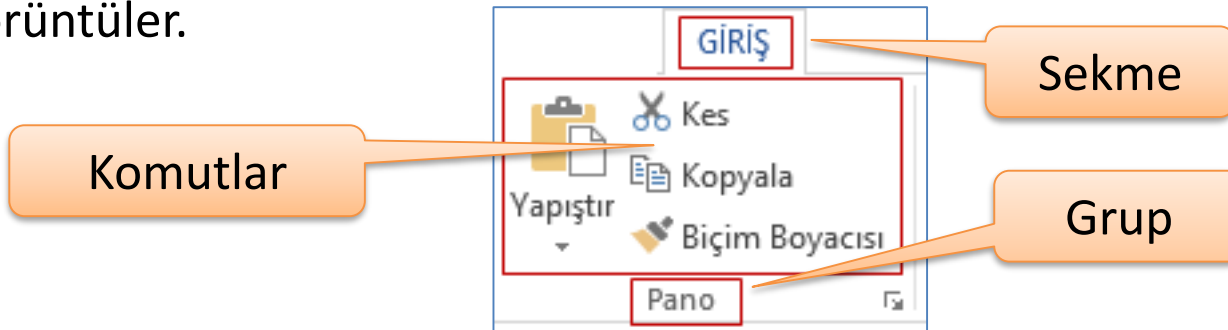 rüntüler.
GİRİŞ
Sekme
Kes
Komutlar
Kopyala
Yapıştır
Biçim Boyacısı
Grup
Pano